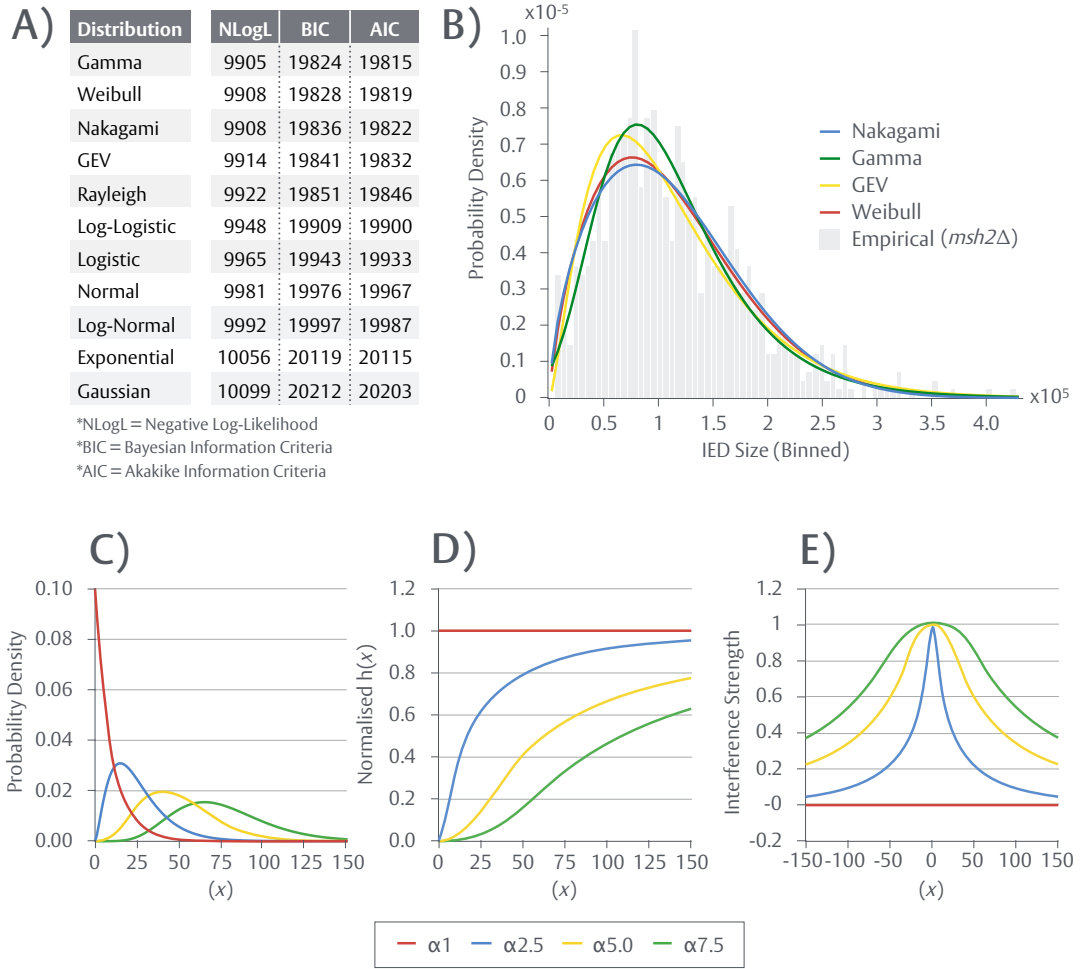 A)
Distribution NLogL BIC AIC
Gamma 9905 19824 19815
Weibull 9908 19828 19819
Nakagami 9908 19836 19822
GEV 9914 19841 19832
Rayleigh 9922 19851 19846
Log-Logistic 9948 19909 19900
Logistic 9965 19943 19933
Normal 9981 19976 19967
Log-Normal 9992 19997 19987
Exponential 10056 20119 20115
Gaussian 10099 20212 20203
*NLogL = Negative Log-Likelihood
*BIC = Bayesian Information Criteria
*AIC = Akakike Information Criteria
B)
x10⁻⁵
Probability Density
1.0
0.9
0.8
0.7
0.6
0.5
0.4
0.3
0.2
0.1
0
0 0.5 1 1.5 2 2.5 3 3.5 4.0
x10⁵
IED Size (Binned)
Nakagami
Gamma
GEV
Weibull
Empirical (msh2Δ)
C)
Probability Density
0.10
0.08
0.06
0.04
0.02
0.00
0 25 50 75 100 125 150
(x)
D)
Normalised h(x)
1.2
1.0
0.8
0.6
0.4
0.2
0.0
0 25 50 75 100 125 150
(x)
E)
Interference Strength
1.2
1
0.8
0.6
0.4
0.2
-0
-0.2
-150 -100 -50 0 50 100 150
(x)
α1 α2.5 α5.0 α7.5